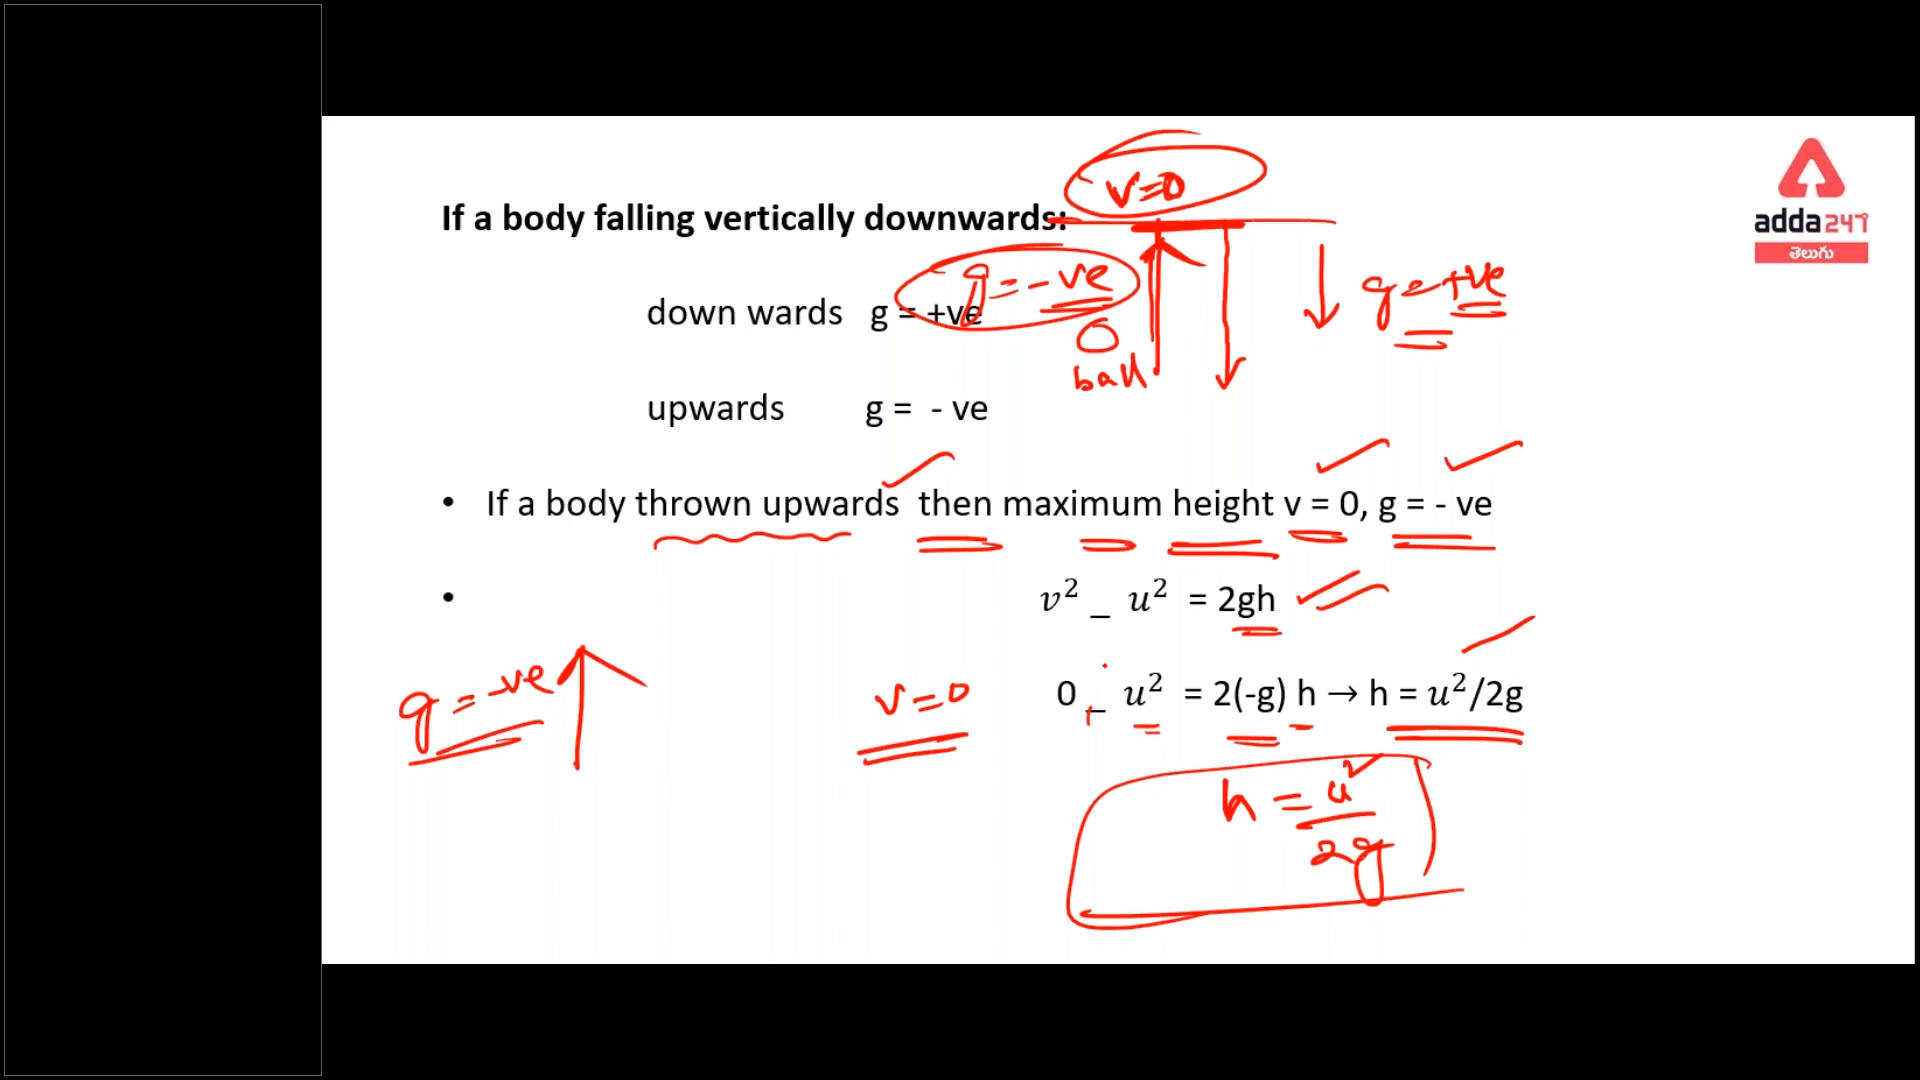 v=0
If a body falling vertically downwards:
adda247
తెలుగు
g=-ve
g=+ve
down wards g = +ve
0
ball
upwards g = - ve
• If a body thrown upwards then maximum height v = 0, g = - ve
• v² _ u² = 2gh
g=-ve
v=0
0 _ u² = 2(-g) h → h = u²/2g
h = u²
2g